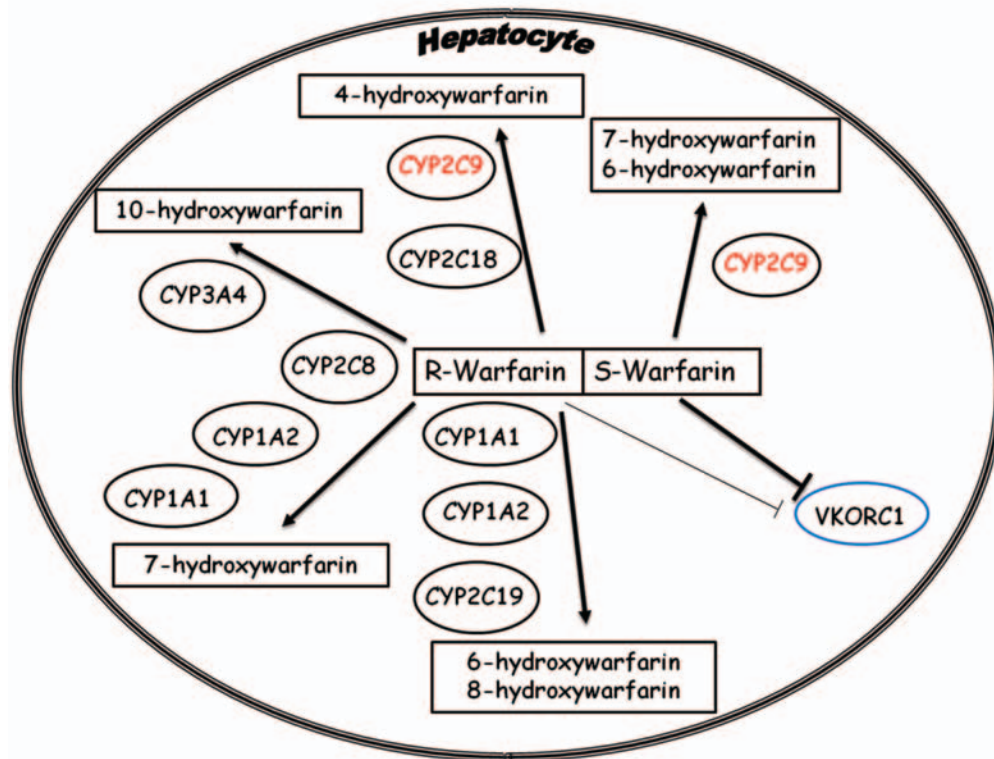 Hepatocyte
4-hydroxywarfarin
7-hydroxywarfarin
6-hydroxywarfarin
CYP2C9
10-hydroxywarfarin
CYP2C18
CYP2C9
CYP3A4
CYP2C8
R-Warfarin
S-Warfarin
CYP1A2
CYP1A1
CYP1A1
CYP1A2
VKORC1
7-hydroxywarfarin
CYP2C19
6-hydroxywarfarin
8-hydroxywarfarin